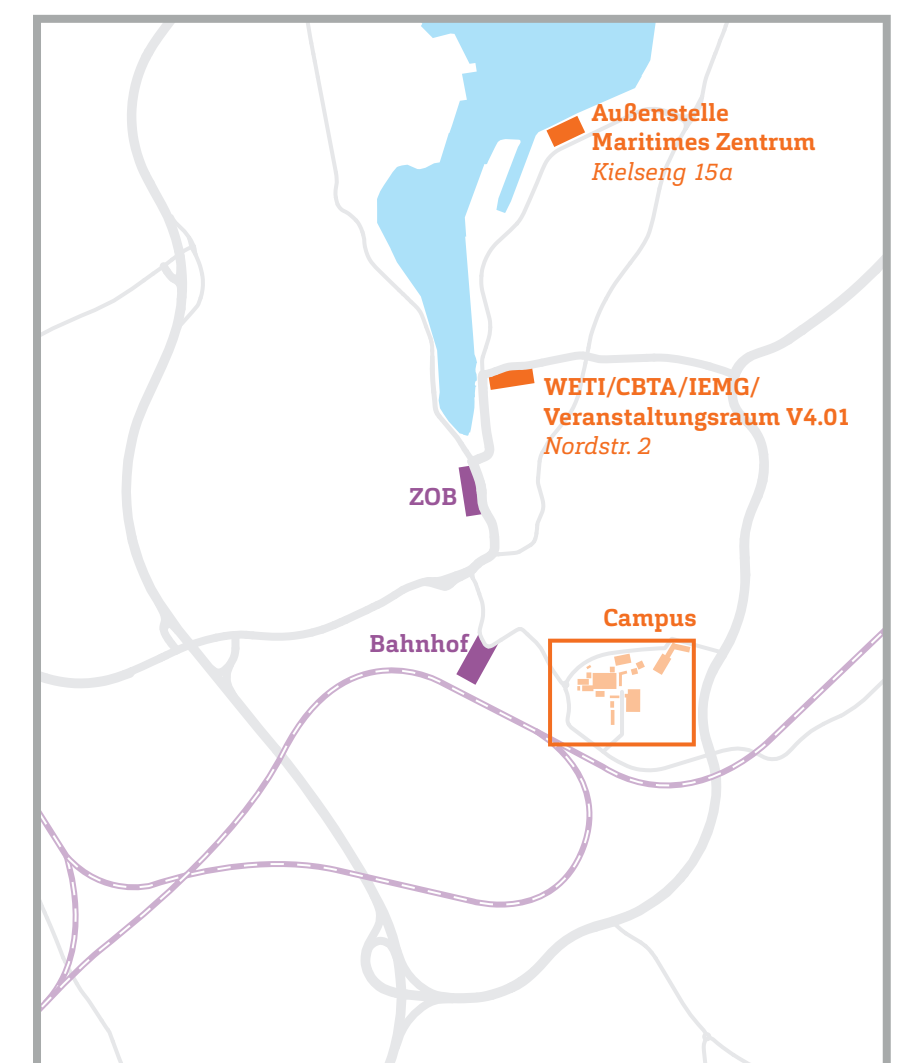 Außenstelle
Maritimes Zentrum
Kielseng 15a
WETI/CBTA/IEMG/
Veranstaltungsraum V4.01
Nordstr. 2
ZOB
Campus
Bahnhof